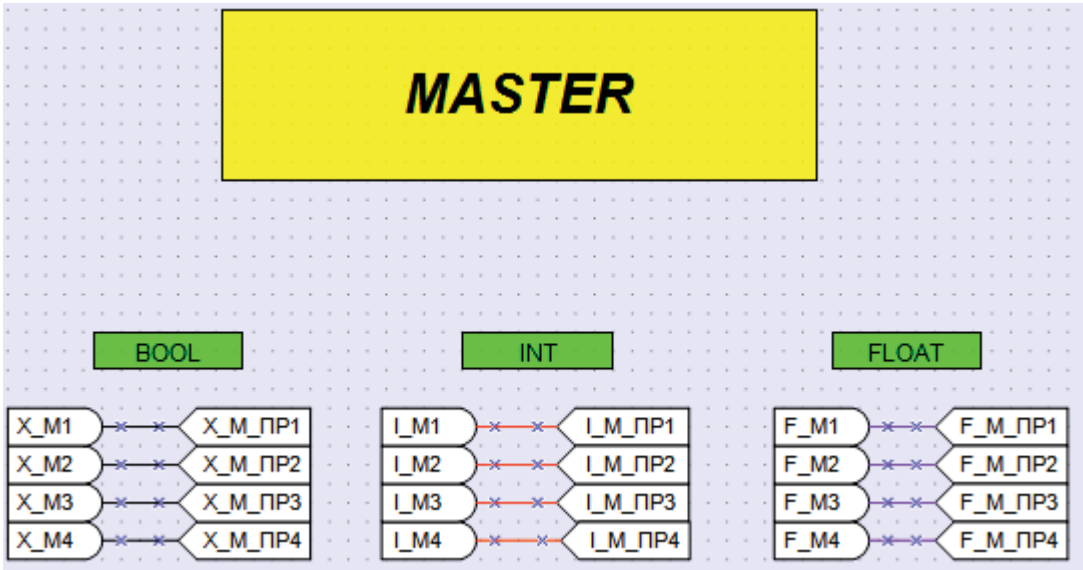 MASTER
BOOL INT FLOAT
X_M1 X_M_ПР1 I_M1 I_M_ПР1 F_M1 F_M_ПР1
X_M2 X_M_ПР2 I_M2 I_M_ПР2 F_M2 F_M_ПР2
X_M3 X_M_ПР3 I_M3 I_M_ПР3 F_M3 F_M_ПР3
X_M4 X_M_ПР4 I_M4 I_M_ПР4 F_M4 F_M_ПР4